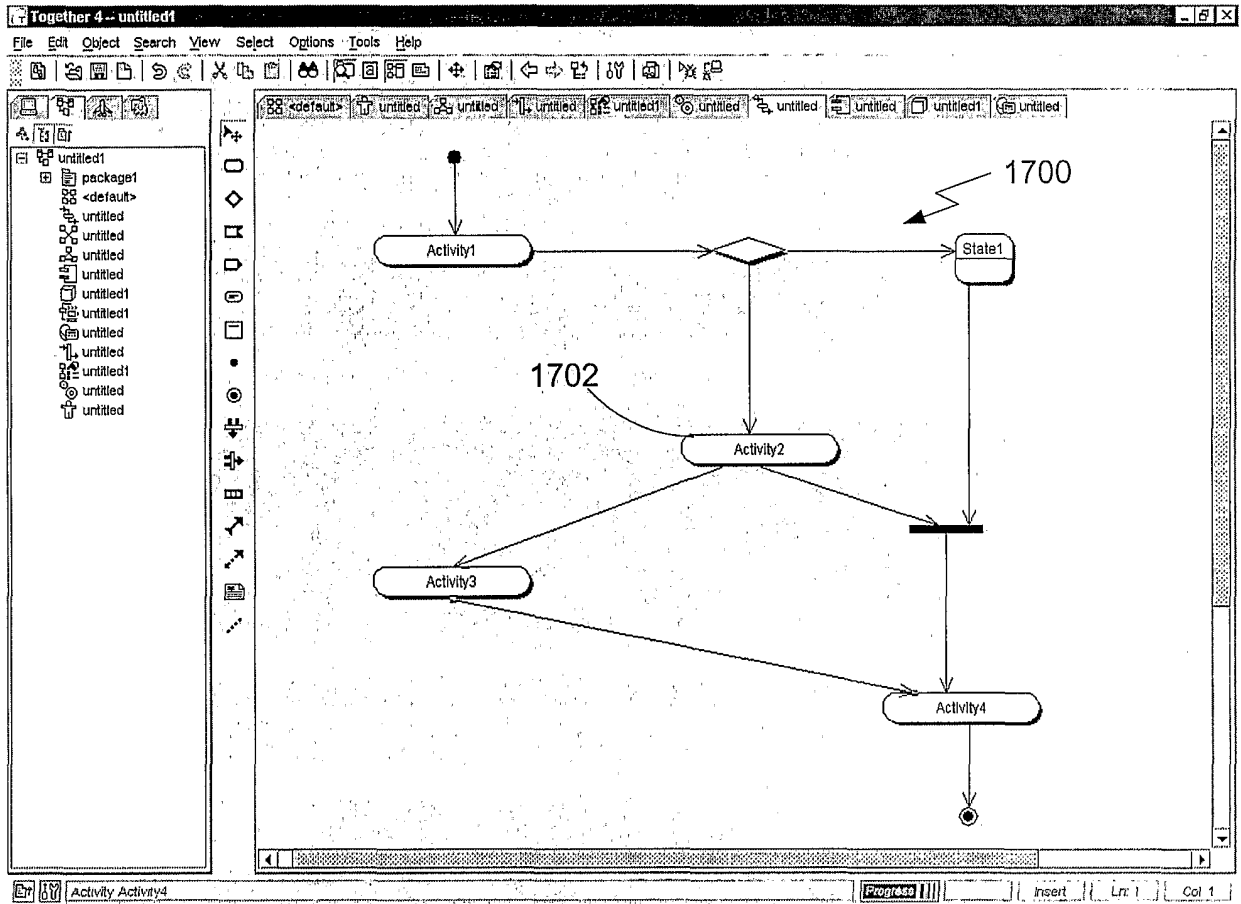 Together 4 -- untitled1
File Edit Object Search View Select Options Tools Help
<default> untitled untitled untitled untitled1 untitled untitled untitled untitled1 untitled
untitled1
package1
<default>
untitled
untitled
untitled
untitled
untitled1
untitled1
untitled
untitled
untitled1
untitled
untitled
1700
Activity1
State1
1702
Activity2
Activity3
Activity4
Activity Activity4
Progress
Insert
Ln: 1
Col 1